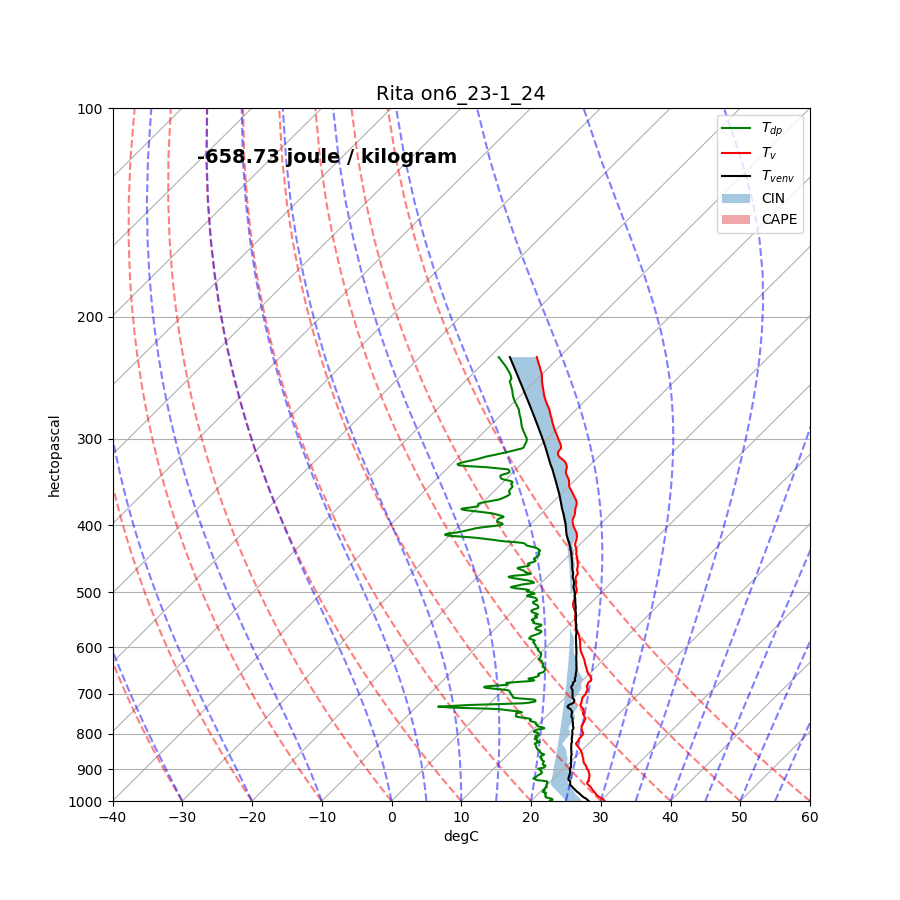 Rita on6_23-1_24
-658.73 joule / kilogram
T_dp
T_v
T_venv
CIN
CAPE
hectopascal
100
200
300
400
500
600
700
800
900
1000
−40 −30 −20 −10 0 10 20 30 40 50 60
degC